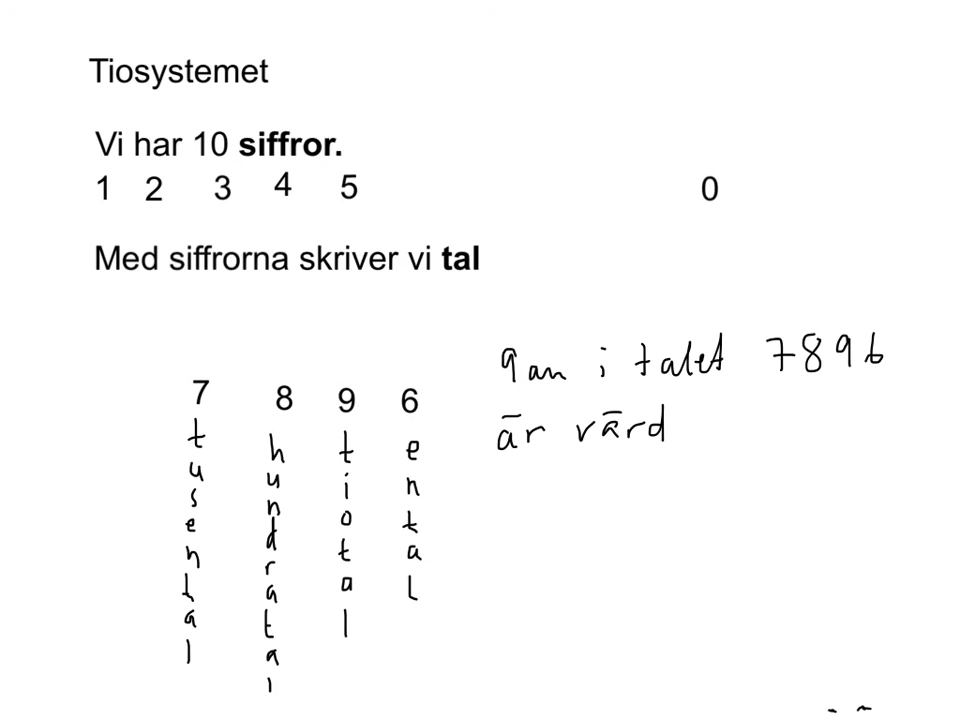 Tiosystemet
Vi har 10 siffror.
1 2 3 4 5 0
Med siffrorna skriver vi tal
9an i talet 7896
är värd
7 8 9 6
tusental
hundratal
tiotal
ental